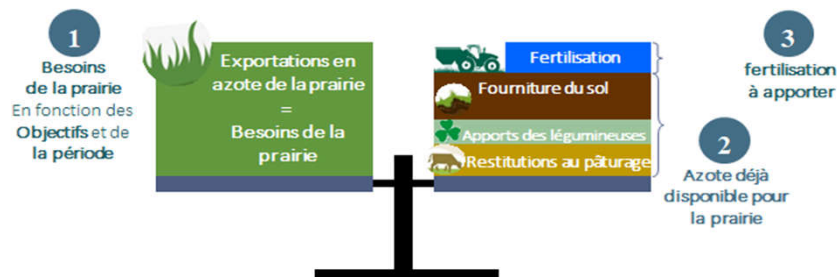 1
Besoins
de la prairie
En fonction des
Objectifs et de
la période
Exportations en
azote de la prairie
=
Besoins de la
prairie
Fertilisation
Fourniture du sol
Apports des légumineuses
Restitutions au pâturage
3
fertilisation
à apporter
2
Azote déjà
disponible pour
la prairie